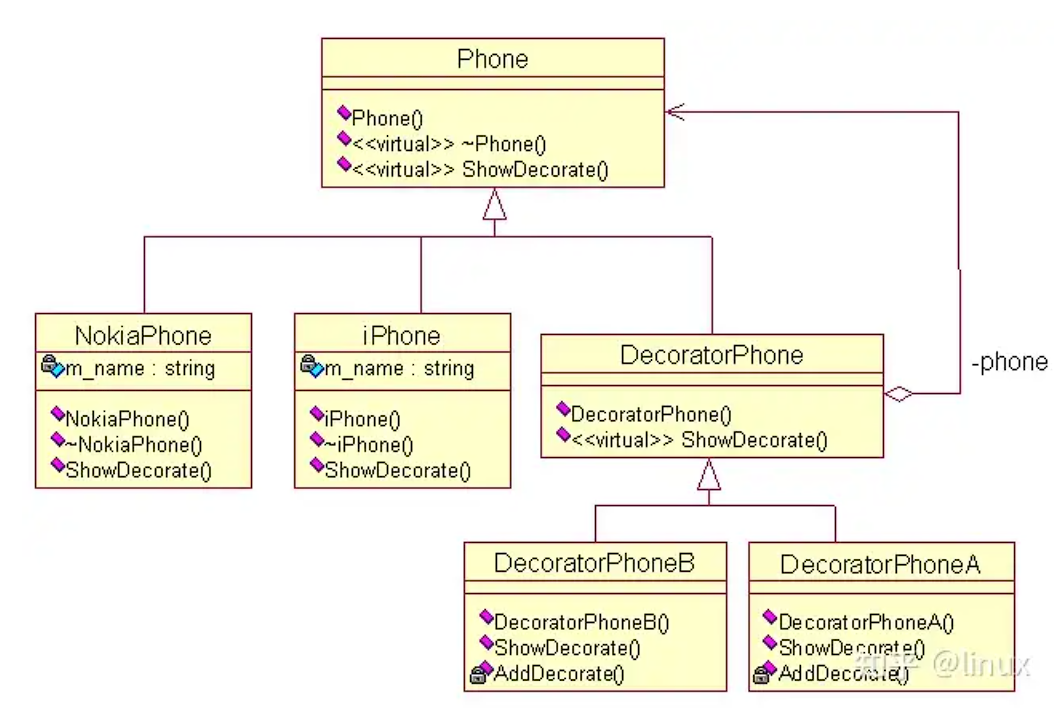 Phone
Phone()
<<virtual>> ~Phone()
<<virtual>> ShowDecorate()
NokiaPhone
m_name : string
NokiaPhone()
~NokiaPhone()
ShowDecorate()
iPhone
m_name : string
iPhone()
~iPhone()
ShowDecorate()
DecoratorPhone
DecoratorPhone()
<<virtual>> ShowDecorate()
-phone
DecoratorPhoneB
DecoratorPhoneB()
ShowDecorate()
AddDecorate()
DecoratorPhoneA
DecoratorPhoneA()
ShowDecorate()
AddDecorate()
知乎 @linux